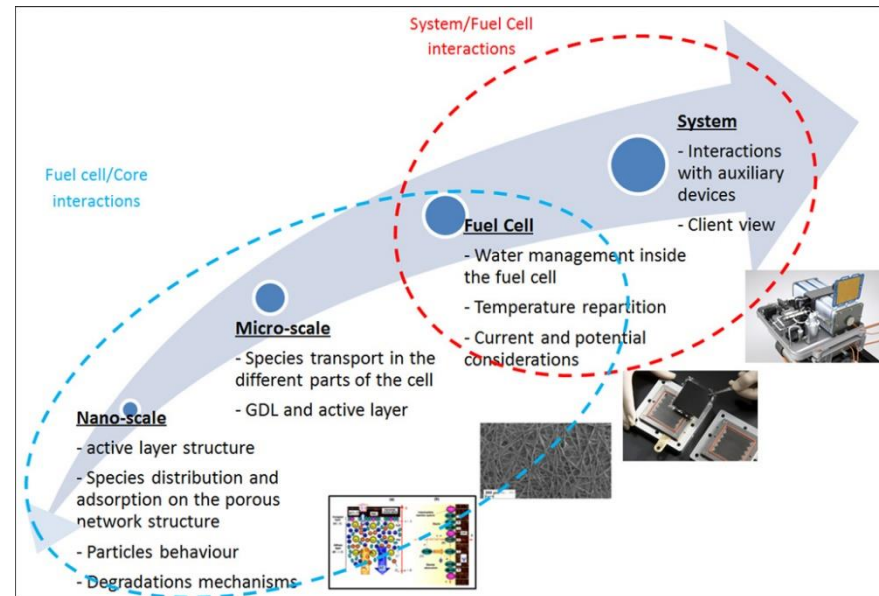 System/Fuel Cell
interactions
System
- Interactions
with auxiliary
devices
- Client view
Fuel cell/Core
interactions
Fuel Cell
- Water management inside
the fuel cell
- Temperature repartition
- Current and potential
considerations
Micro-scale
- Species transport in the
different parts of the cell
- GDL and active layer
Nano-scale
- active layer structure
- Species distribution and
adsorption on the porous
network structure
- Particles behaviour
- Degradations mechanisms